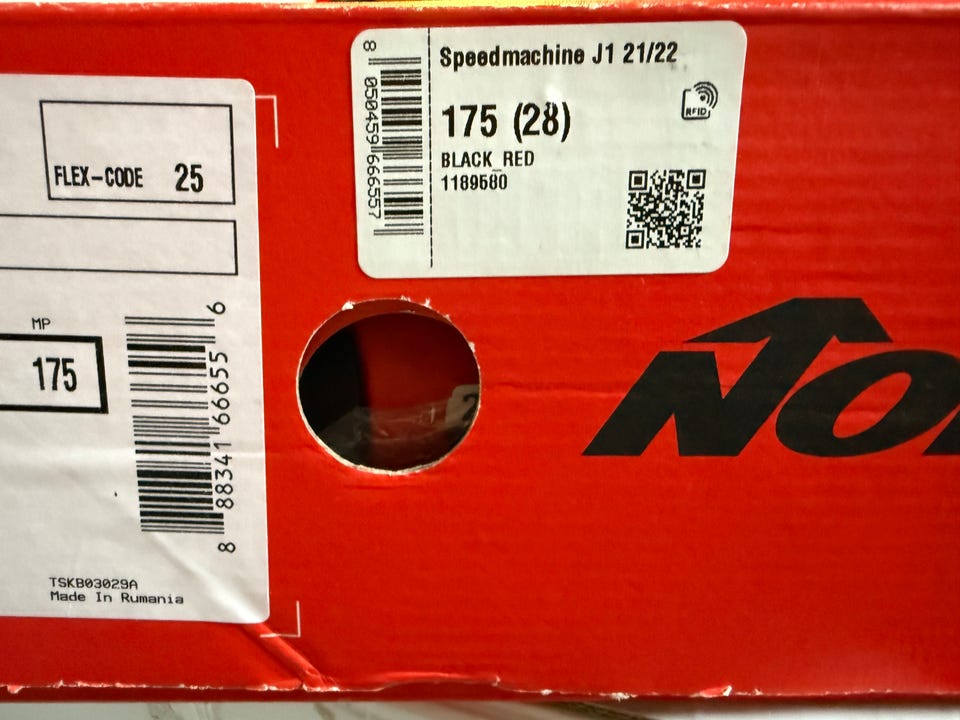 Speedmachine J1 21/22
175 (28)
BLACK_RED
1189580
RFID
8 050459 666557
FLEX-CODE 25
MP
175
8 88341 66655 6
TSKB03029A
Made In Rumania
NO
2